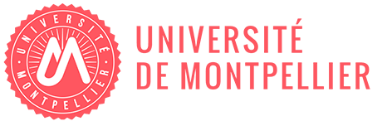 · UNIVERSITÉ ·
MONTPELLIER
UNIVERSITÉ
DE MONTPELLIER